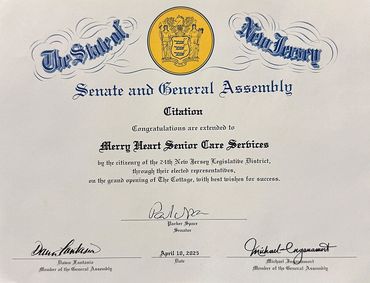 The State of
New Jersey
Senate and General Assembly
Citation
Congratulations are extended to
Merry Heart Senior Care Services
by the citizenry of the 24th New Jersey Legislative District,
through their elected representatives,
on the grand opening of The Cottage, with best wishes for success.
Parker Space
Senator
Dawn Fantasia
Member of the General Assembly
April 10, 2025
Date
Michael Inganamort
Member of the General Assembly